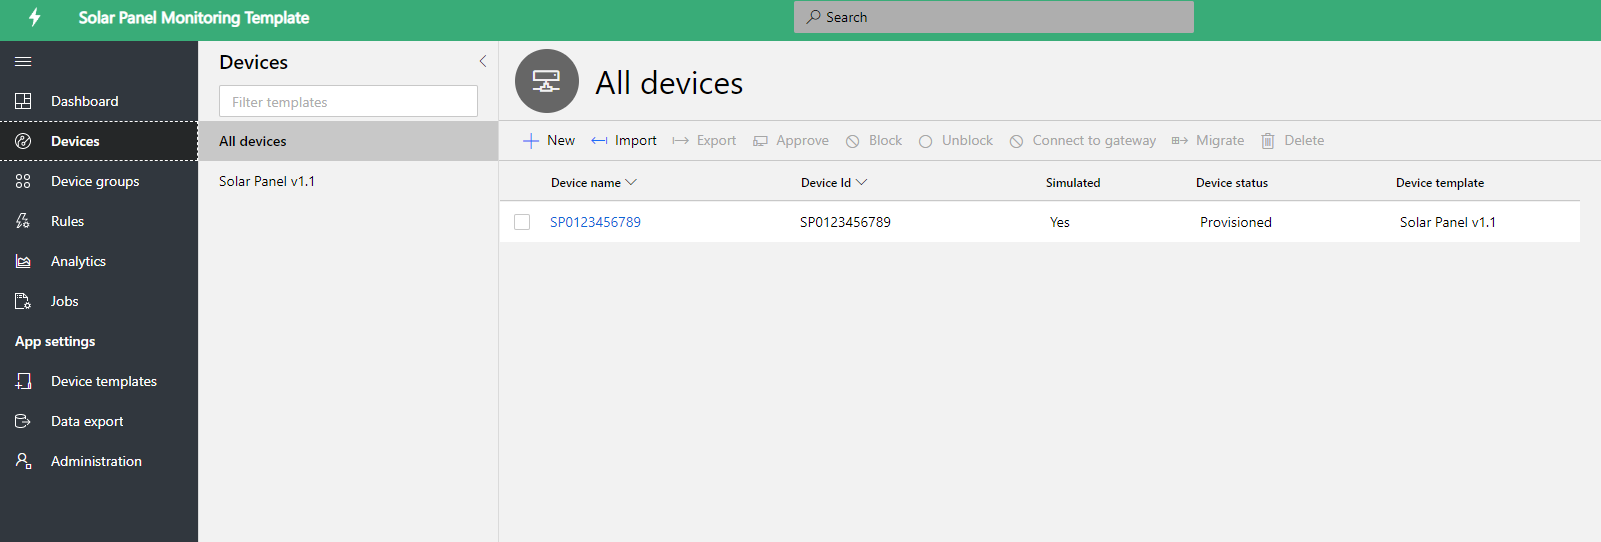 Solar Panel Monitoring Template
Search
Dashboard
Devices
Device groups
Rules
Analytics
Jobs
App settings
Device templates
Data export
Administration
Devices
Filter templates
All devices
Solar Panel v1.1
All devices
New Import Export Approve Block Unblock Connect to gateway Migrate Delete
Device name Device Id Simulated Device status Device template
SP0123456789 SP0123456789 Yes Provisioned Solar Panel v1.1